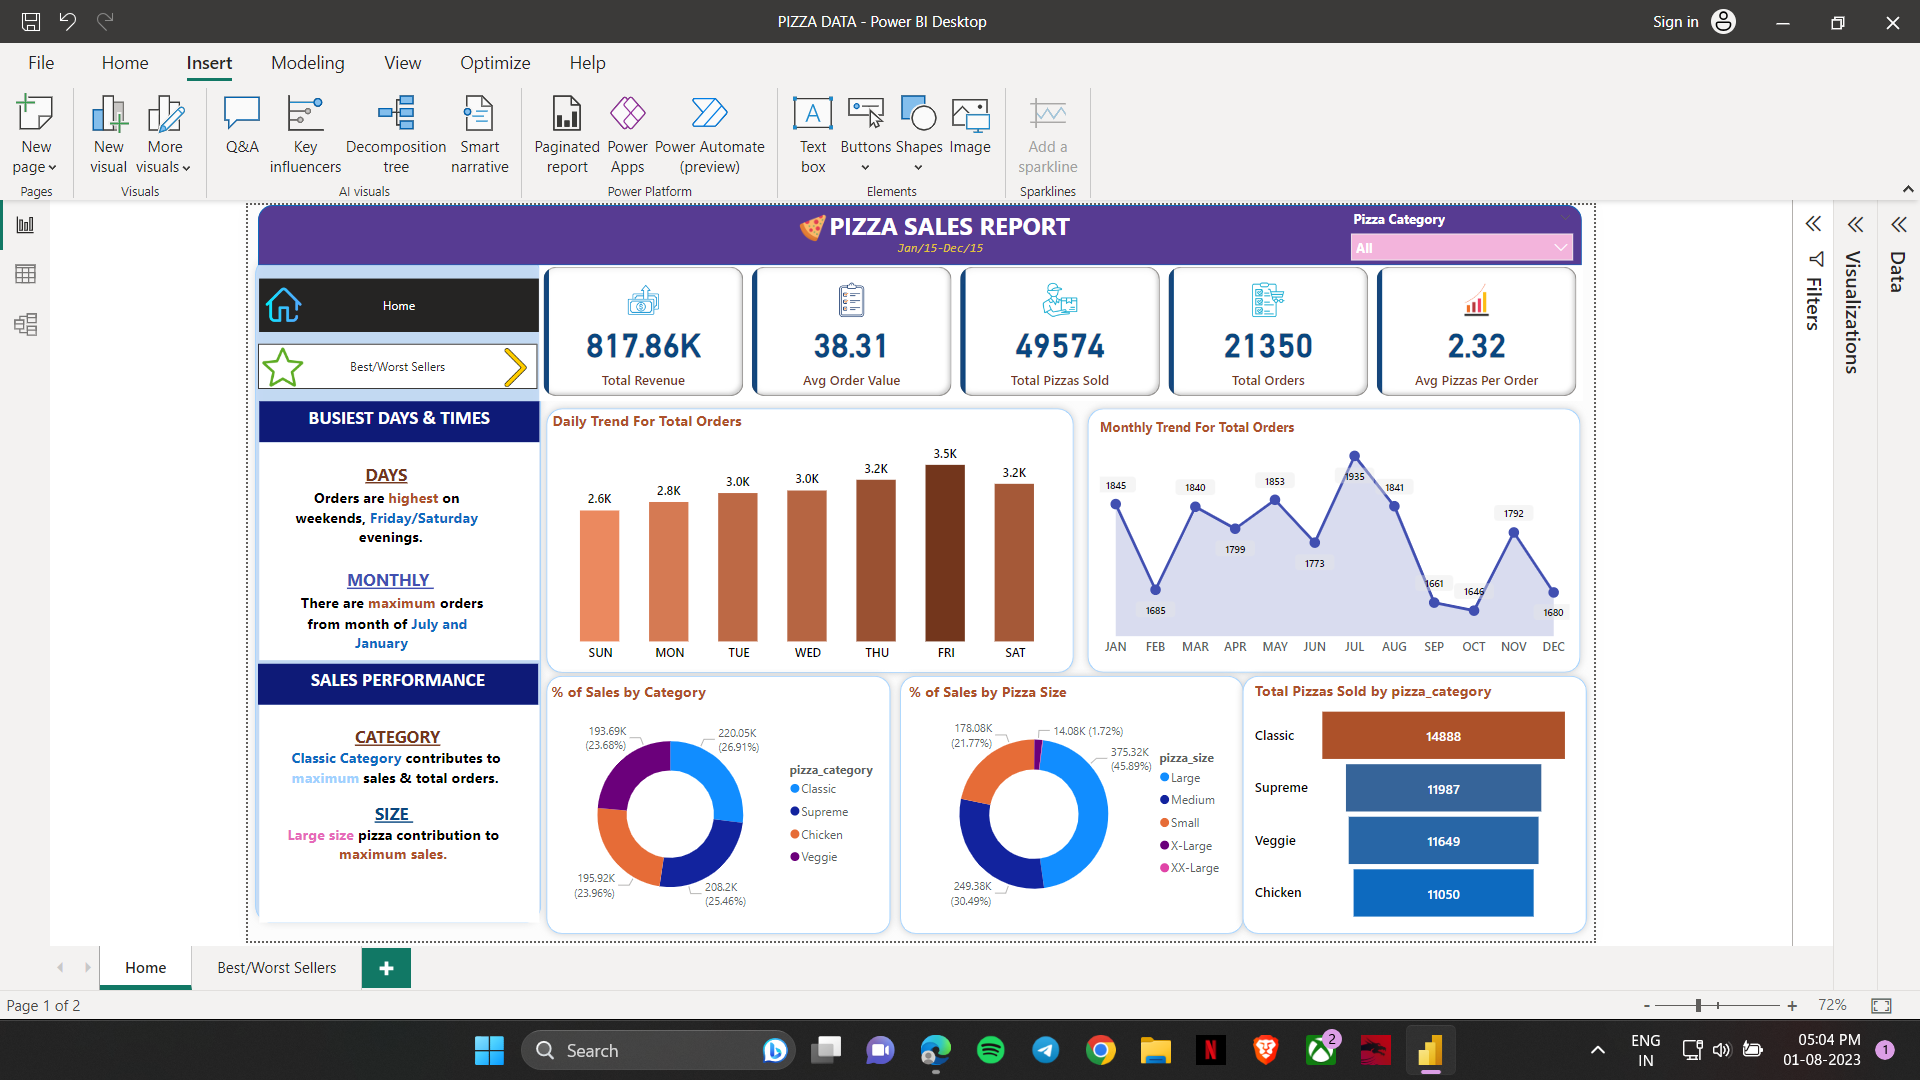 PIZZA DATA - Power BI Desktop
Sign in
File
Home
Insert
Modeling
View
Optimize
Help
New page
New visual
More visuals
Q&A
Key influencers
Decomposition tree
Smart narrative
Paginated report
Power Apps
Power Automate (preview)
Text box
Buttons
Shapes
Image
Add a sparkline
Pages
Visuals
AI visuals
Power Platform
Elements
Sparklines
PIZZA SALES REPORT
Jan/15-Dec/15
Pizza Category
All
Filters
Visualizations
Data
Home
Best/Worst Sellers
817.86K
Total Revenue
38.31
Avg Order Value
49574
Total Pizzas Sold
21350
Total Orders
2.32
Avg Pizzas Per Order
BUSIEST DAYS & TIMES
DAYS
Orders are highest on
weekends, Friday/Saturday
evenings.
MONTHLY
There are maximum orders
from month of July and
January
SALES PERFORMANCE
CATEGORY
Classic Category contributes to
maximum sales & total orders.
SIZE
Large size pizza contribution to
maximum sales.
Daily Trend For Total Orders
2.6K
2.8K
3.0K
3.0K
3.2K
3.5K
3.2K
SUN
MON
TUE
WED
THU
FRI
SAT
Monthly Trend For Total Orders
1845
1685
1840
1799
1853
1773
1935
1841
1661
1646
1792
1680
JAN
FEB
MAR
APR
MAY
JUN
JUL
AUG
SEP
OCT
NOV
DEC
% of Sales by Category
193.69K
(23.68%)
220.05K
(26.91%)
195.92K
(23.96%)
208.2K
(25.46%)
pizza_category
Classic
Supreme
Chicken
Veggie
% of Sales by Pizza Size
178.08K
(21.77%)
14.08K (1.72%)
375.32K
(45.89%)
249.38K
(30.49%)
pizza_size
Large
Medium
Small
X-Large
XX-Large
Total Pizzas Sold by pizza_category
Classic
14888
Supreme
11987
Veggie
11649
Chicken
11050
Home
Best/Worst Sellers
Page 1 of 2
72%
Search
2
ENG
IN
05:04 PM
01-08-2023
1